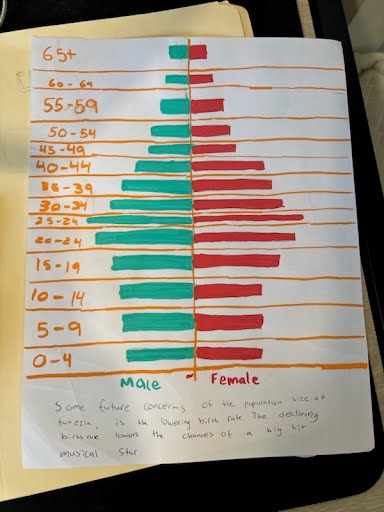 65+
60 - 64
55-59
50-54
45-49
40-44
35-39
30-34
25-29
20-24
15-19
10 - 14
5-9
0-4
Male Female
Some future concerns of the population size of
tunezia, is the lowering birth rate The declining
birthrate lowers the chances of a big hit
musical star